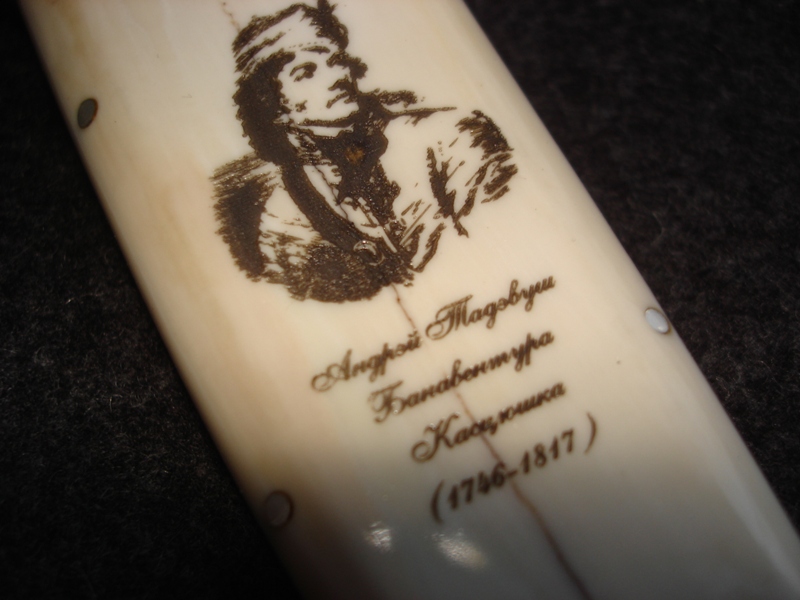 Андрэй Тадэвуш
Банавентура
Касцюшка
(1746-1817)